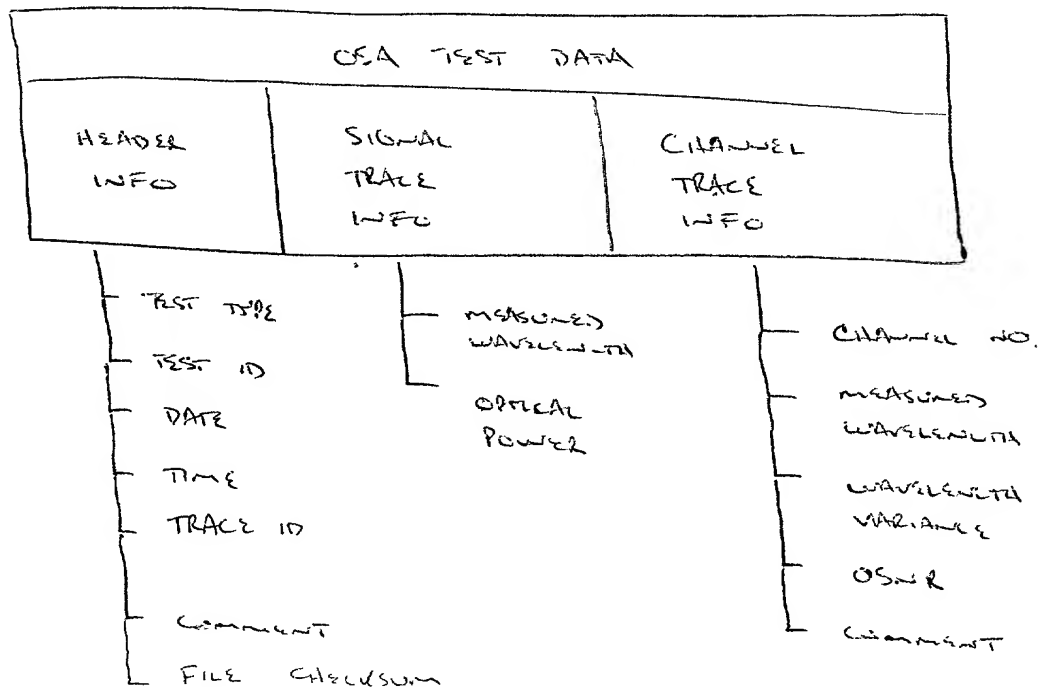 OSA TEST DATA
HEADER
INFO
SIGNAL
TRACE
INFO
CHANNEL
TRACE
INFO
TEST TYPE
TEST ID
DATE
TIME
TRACE ID
COMMENT
FILE CHECKSUM
MEASURED
WAVELENGTH
OPTICAL
POWER
CHANNEL NO.
MEASURED
WAVELENGTH
WAVELENGTH
VARIANCE
OSNR
COMMENT